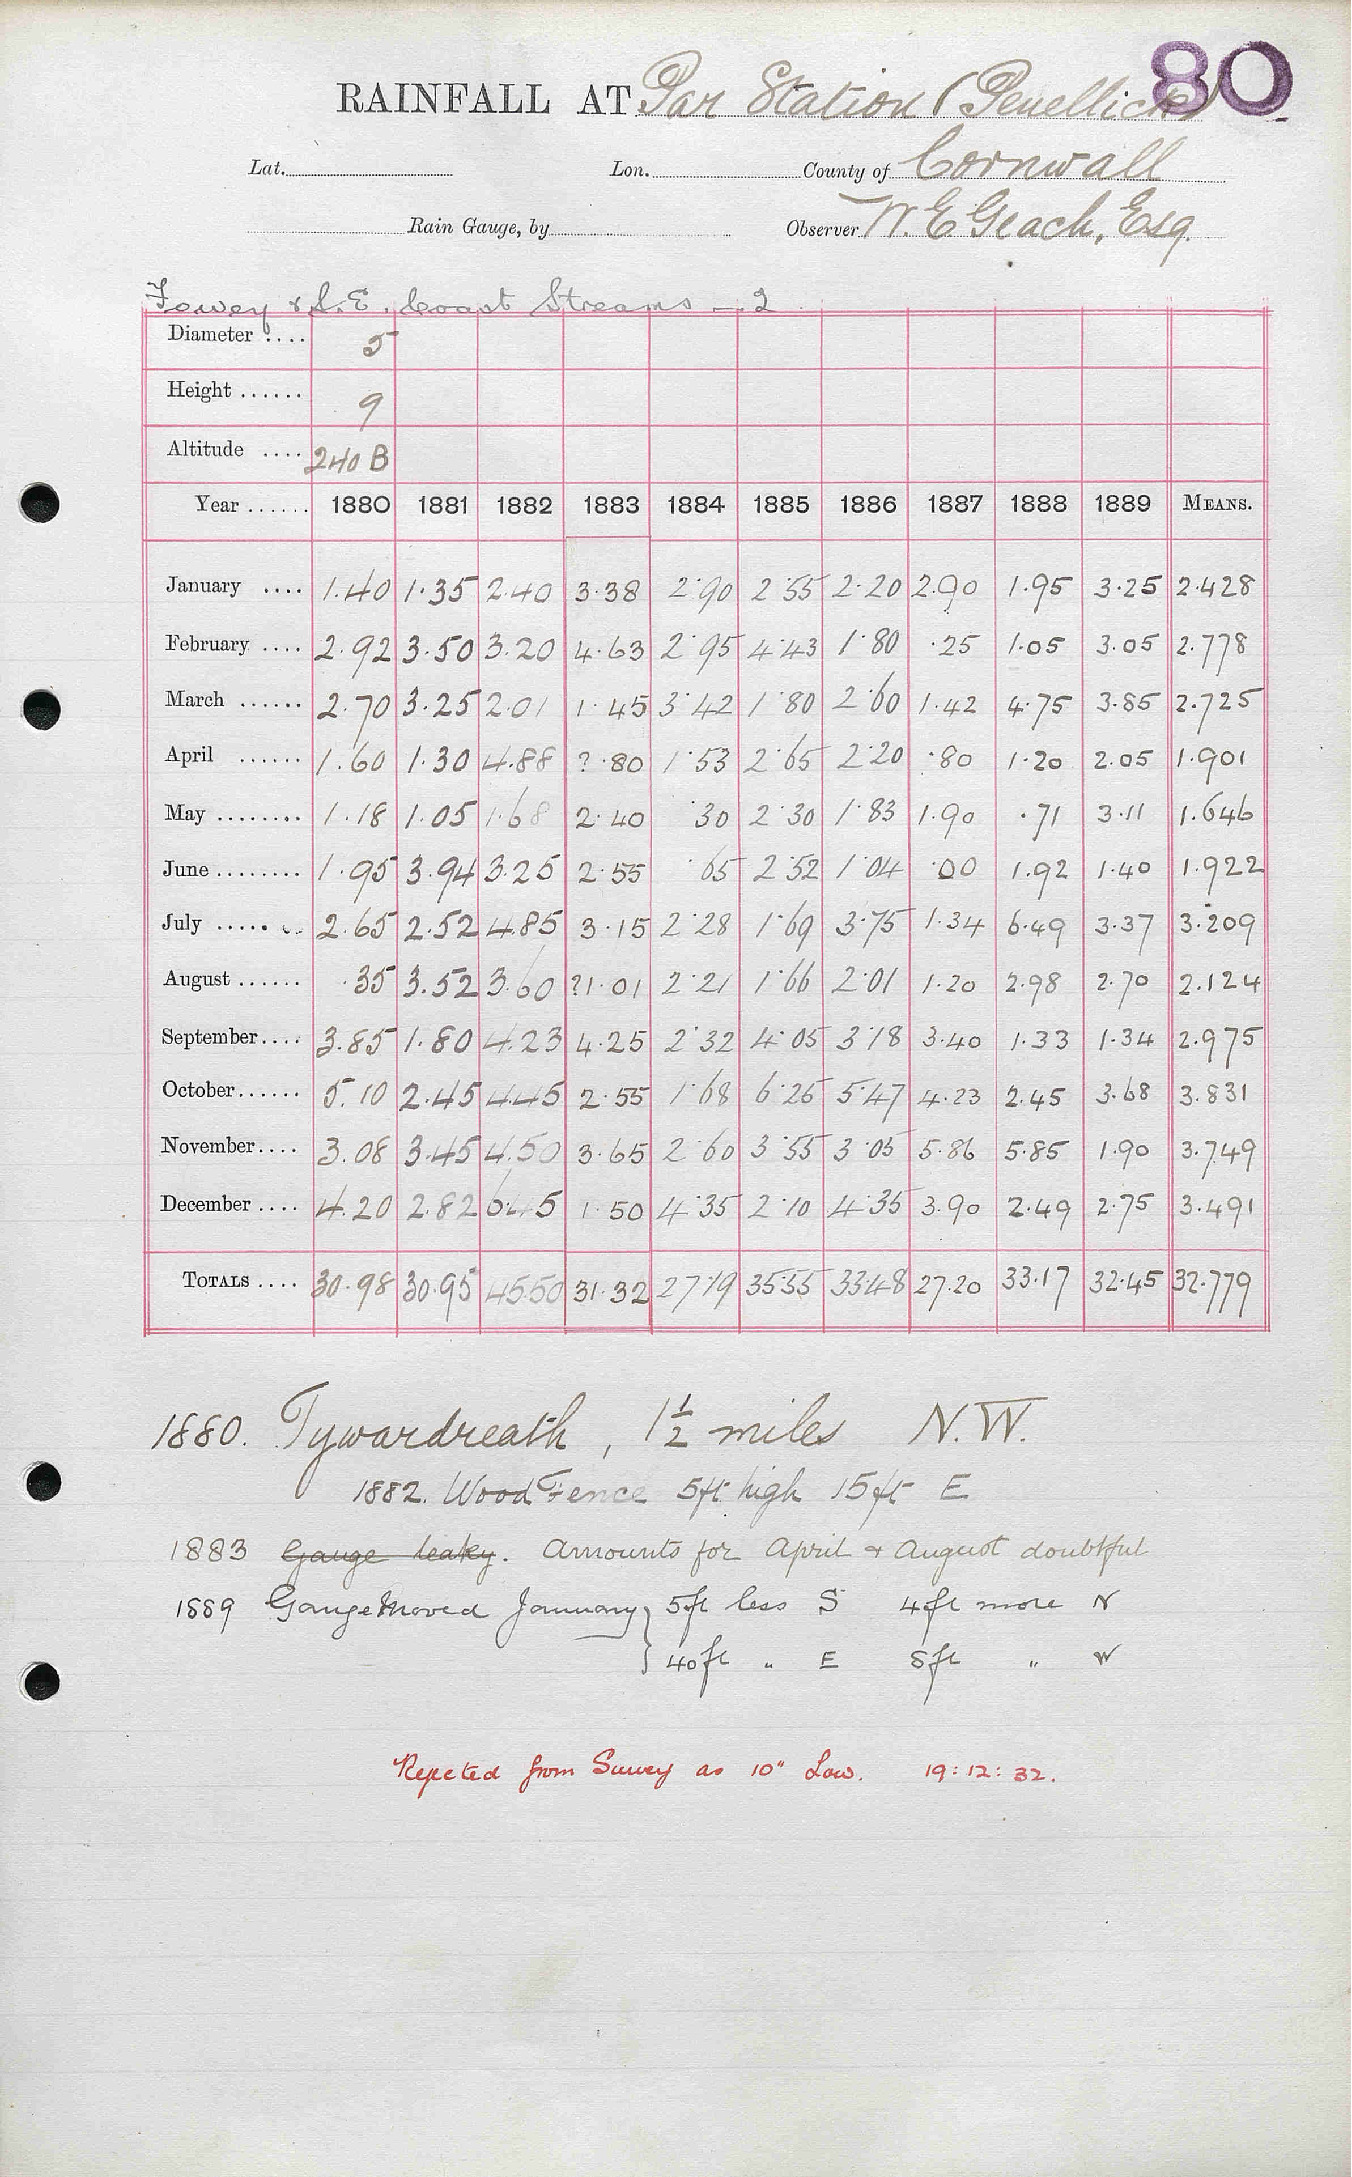 80
RAINFALL AT Par Station (Penellick)
Lat. Lon. County of Cornwall
Rain Gauge, by Observer W. E Geach, Esq.
Fowey & S. E. Coast Streams - 2
Diameter .... 5
Height ...... 9
Altitude .... 240 B
Year ...... 1880 1881 1882 1883 1884 1885 1886 1887 1888 1889 MEANS.
January .... 1.40 1.35 2.40 3.38 2.90 2.55 2.20 2.90 1.95 3.25 2.428
February .... 2.92 3.50 3.20 4.63 2.95 4.43 1.80 .25 1.05 3.05 2.778
March ...... 2.70 3.25 2.01 1.45 3.42 1.80 2.60 1.42 4.75 3.85 2.725
April ...... 1.60 1.30 4.88 ? .80 1.53 2.65 2.20 .80 1.20 2.05 1.901
May ........ 1.18 1.05 1.68 2.40 .30 2.30 1.83 1.90 .71 3.11 1.646
June ........ 1.95 3.94 3.25 2.55 .65 2.52 1.04 .00 1.92 1.40 1.922
July ........ 2.65 2.52 4.85 3.15 2.28 1.69 3.75 1.34 6.49 3.37 3.209
August ...... .35 3.52 3.60 ?1.01 2.21 1.66 2.01 1.20 2.98 2.70 2.124
September.... 3.85 1.80 4.23 4.25 2.32 4.05 3.18 3.40 1.33 1.34 2.975
October...... 5.10 2.45 4.45 2.55 1.68 6.25 5.47 4.23 2.45 3.68 3.831
November.... 3.08 3.45 4.50 3.65 2.60 3.55 3.05 5.86 5.85 1.90 3.749
December .... 4.20 2.82 6.45 1.50 4.35 2.10 4.35 3.90 2.49 2.75 3.491
TOTALS .... 30.98 30.95 45.50 31.32 27.19 35.55 33.48 27.20 33.17 32.45 32.779
1880. Tywardreath, 1½ miles N.W.
1882. Wood Fence 5ft high 15ft E
1883 Gauge leaky. Amounts for April & August doubtful
1889 Gauge Moved January } 5ft less S 4ft more N
40ft " E 8ft " W
Rejected from Survey as 10" Low. 19:12:32.